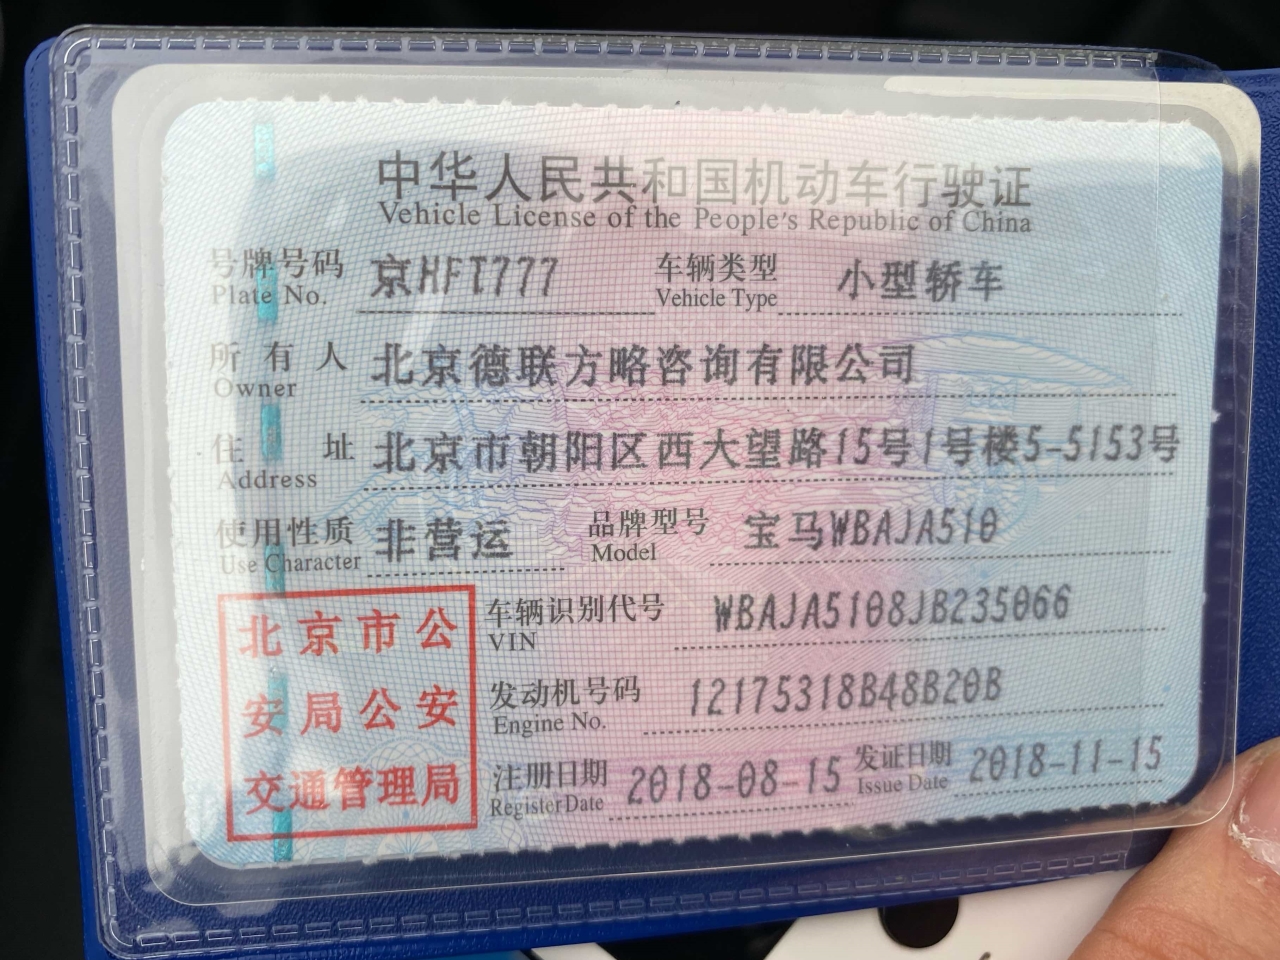 中华人民共和国机动车行驶证
Vehicle License of the People's Republic of China
号牌号码 京HFT777 车辆类型 小型轿车
Plate No. Vehicle Type
所有人 北京德联方略咨询有限公司
Owner
住址 北京市朝阳区西大望路15号1号楼5-5153号
Address
使用性质 非营运 品牌型号 宝马WBAJA510
Use Character Model
北京市公
安局公安
交通管理局
车辆识别代号 WBAJA5108JB235066
VIN
发动机号码 12175318B48B20B
Engine No.
注册日期 2018-08-15 发证日期 2018-11-15
Register Date Issue Date